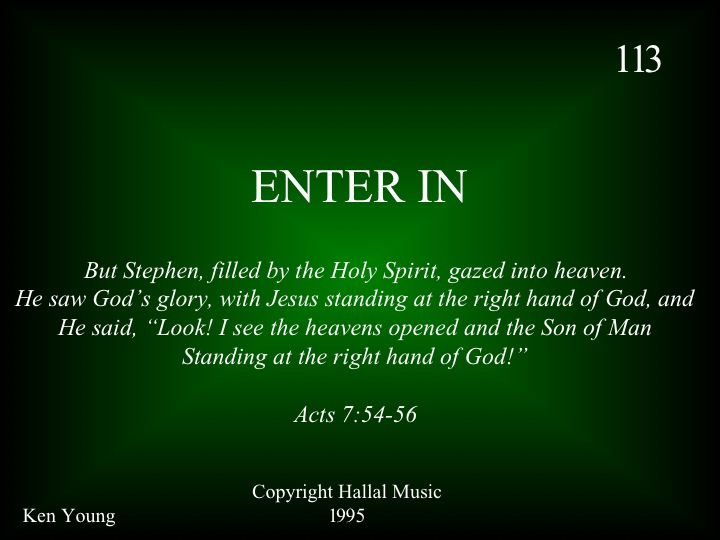 113
ENTER IN
But Stephen, filled by the Holy Spirit, gazed into heaven.
He saw God’s glory, with Jesus standing at the right hand of God, and
He said, “Look! I see the heavens opened and the Son of Man
Standing at the right hand of God!”
Acts 7:54-56
Copyright Hallal Music
Ken Young 1995